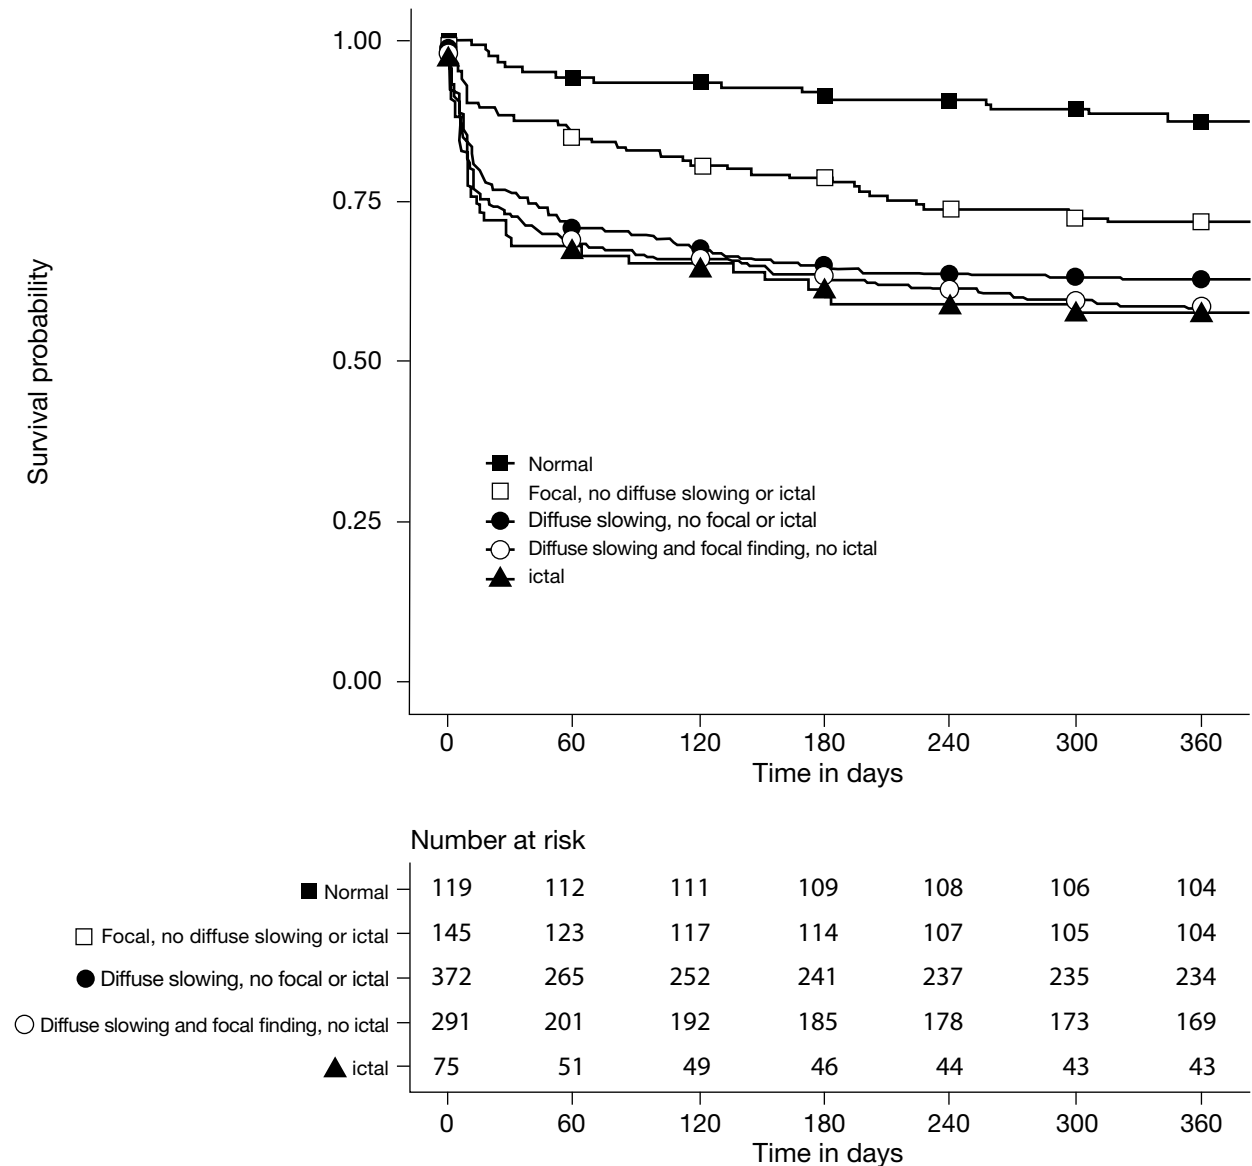 Survival probability
1.00
0.75
0.50
0.25
0.00
Normal
Focal, no diffuse slowing or ictal
Diffuse slowing, no focal or ictal
Diffuse slowing and focal finding, no ictal
ictal
0 60 120 180 240 300 360
Time in days
Number at risk
Normal 119 112 111 109 108 106 104
Focal, no diffuse slowing or ictal 145 123 117 114 107 105 104
Diffuse slowing, no focal or ictal 372 265 252 241 237 235 234
Diffuse slowing and focal finding, no ictal 291 201 192 185 178 173 169
ictal 75 51 49 46 44 43 43
0 60 120 180 240 300 360
Time in days